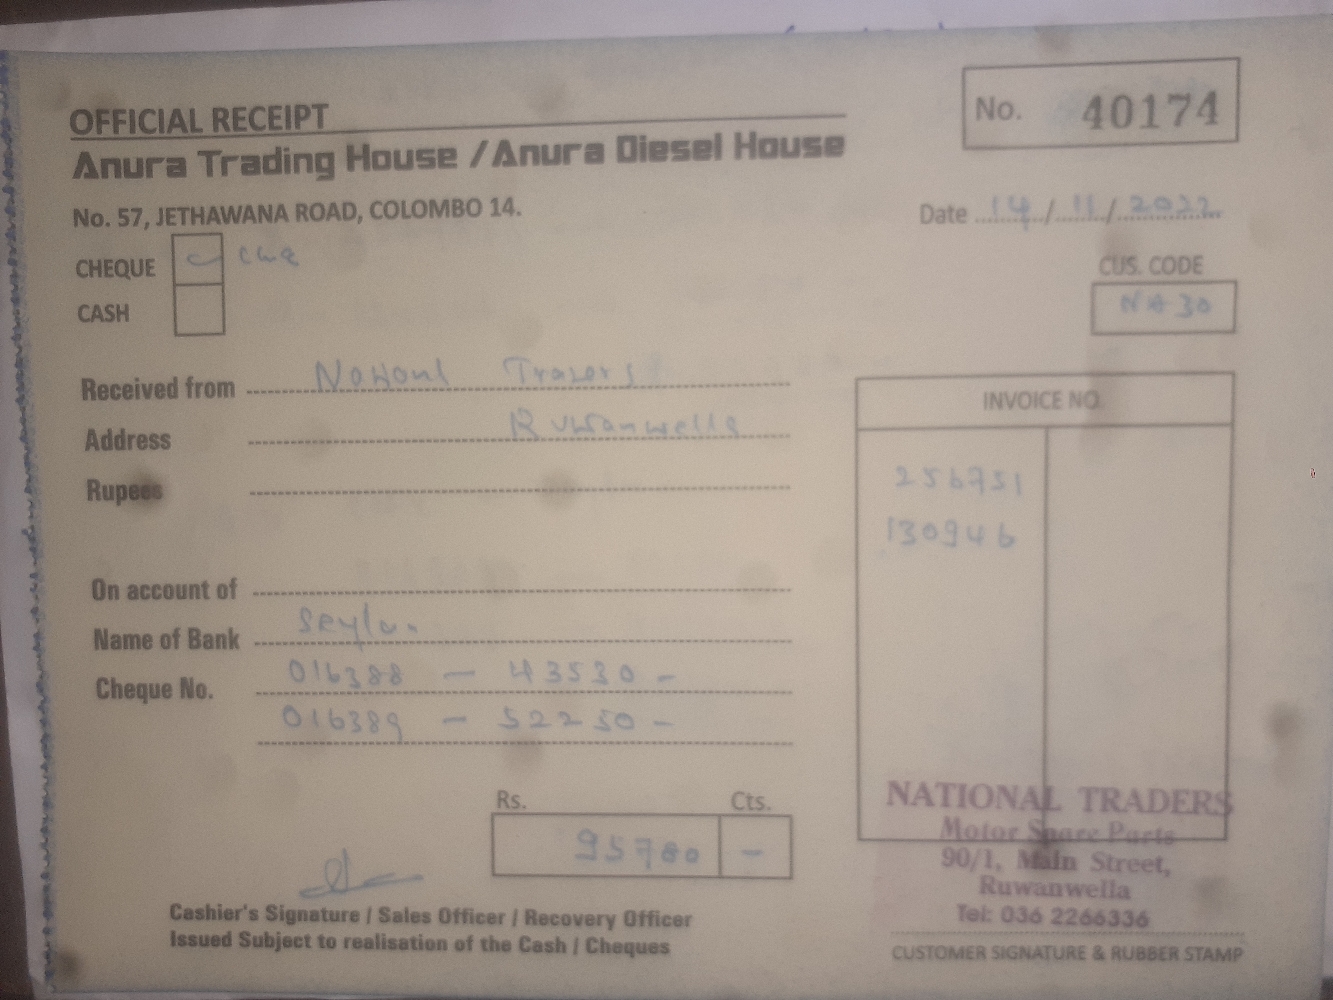 OFFICIAL RECEIPT
No. 40174
Anura Trading House / Anura Diesel House
No. 57, JETHAWANA ROAD, COLOMBO 14.
Date 14 / 11 / 2022
CHEQUE
CUS. CODE
CASH
NA 30
Received from
Address Ruwanwella
INVOICE NO.
Rupees
256751
130946
On account of
Name of Bank Seylan
Cheque No. 016388 - 43530 -
016389 - 52250 -
Rs. Cts.
95780 -
NATIONAL TRADERS
Motor Spare Parts
90/1, Main Street,
Ruwanwella
Tel: 036 2266336
Cashier's Signature / Sales Officer / Recovery Officer
Issued Subject to realisation of the Cash / Cheques
CUSTOMER SIGNATURE & RUBBER STAMP